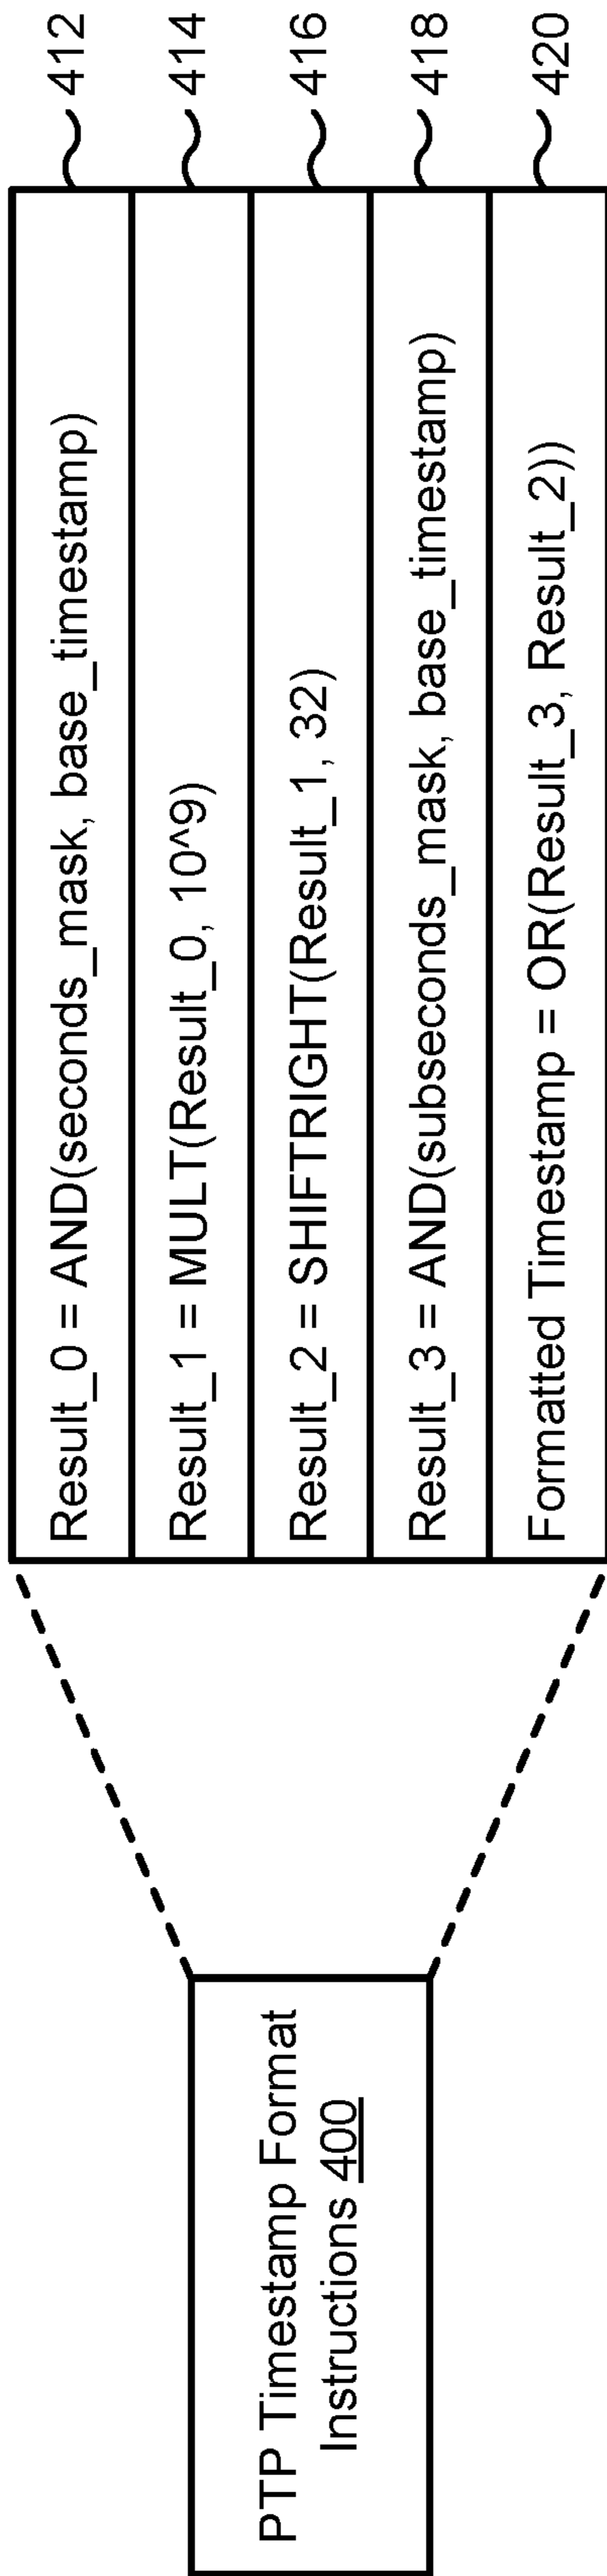 PTP Timestamp Format
Instructions 400
Result_0 = AND(seconds_mask, base_timestamp)
412
Result_1 = MULT(Result_0, 10^9)
414
Result_2 = SHIFTRIGHT(Result_1, 32)
416
Result_3 = AND(subseconds_mask, base_timestamp)
418
Formatted Timestamp = OR(Result_3, Result_2))
420